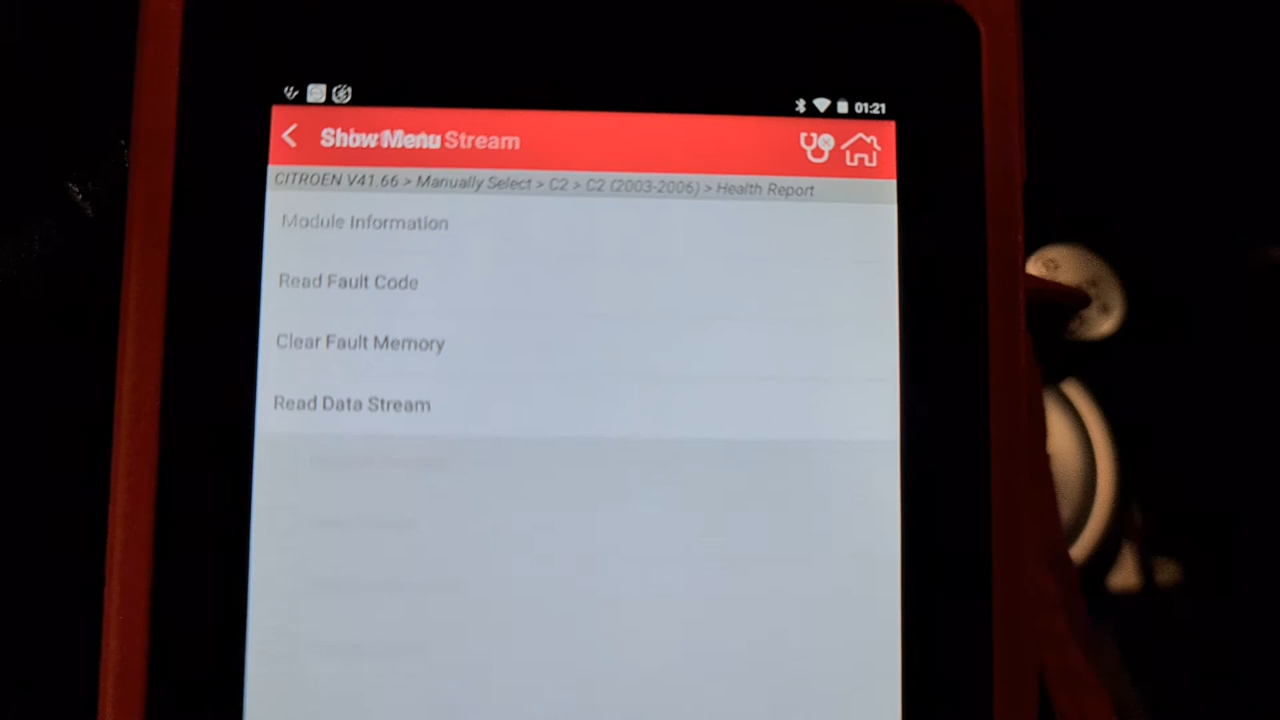 01:21
Show Menu Stream
CITROEN V41.66 > Manually Select > C2 > C2 (2003-2006) > Health Report
Module Information
Read Fault Code
Clear Fault Memory
Read Data Stream